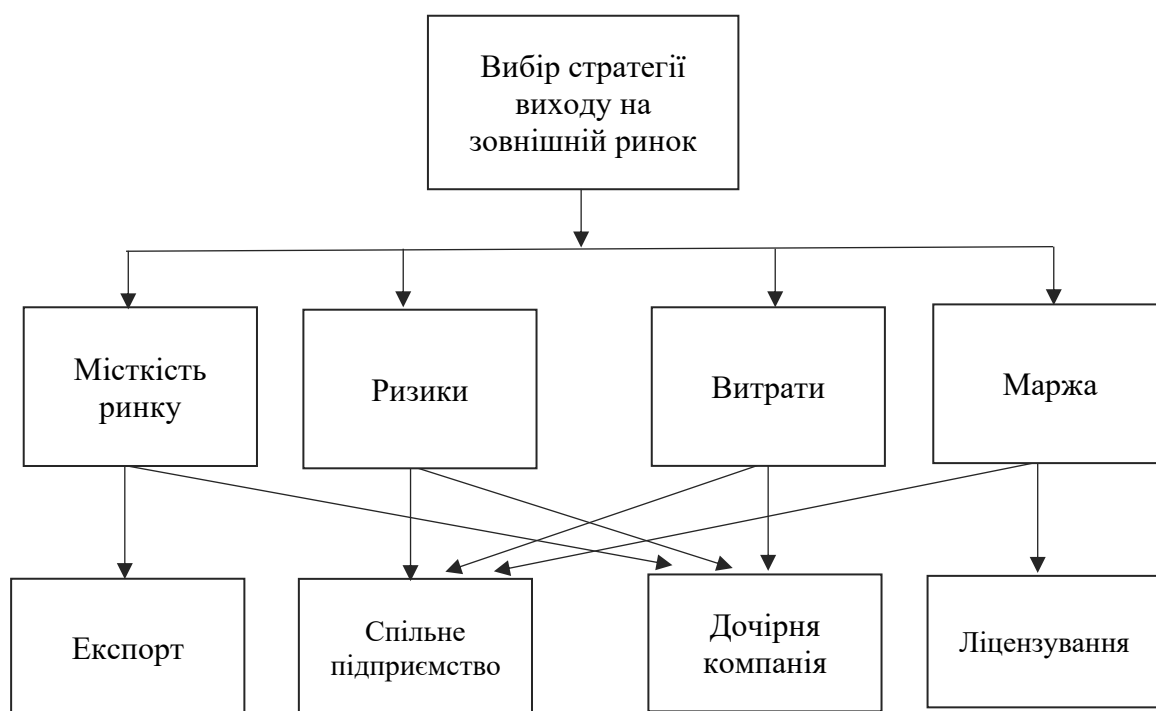 Вибір стратегії
виходу на
зовнішній ринок
Місткість
ринку
Ризики
Витрати
Маржа
Експорт
Спільне
підприємство
Дочірня
компанія
Ліцензування